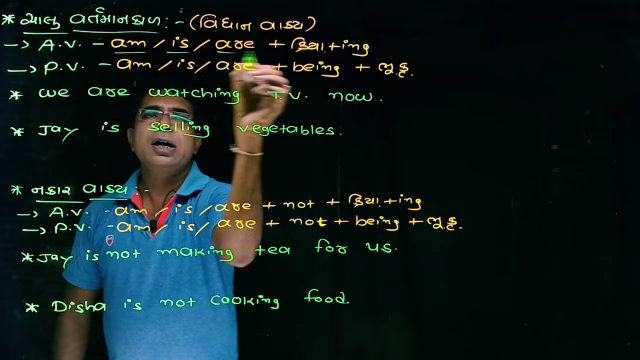 * ચાલુ વર્તમાનકાળ :- (વિધાન વાક્ય)
→ A.V. - am / is / are + ક્રિયા + ing
→ P.V. - am / is / are + being + ભૂ.કૃ.
* we are watching T.V. now.
* Jay is selling vegetables.
* નકાર વાક્ય :-
→ A.V. - am / is / are + not + ક્રિયા + ing
→ P.V. - am / is / are + not + being + ભૂ.કૃ.
* Jay is not making tea for us.
* Disha is not cooking food.